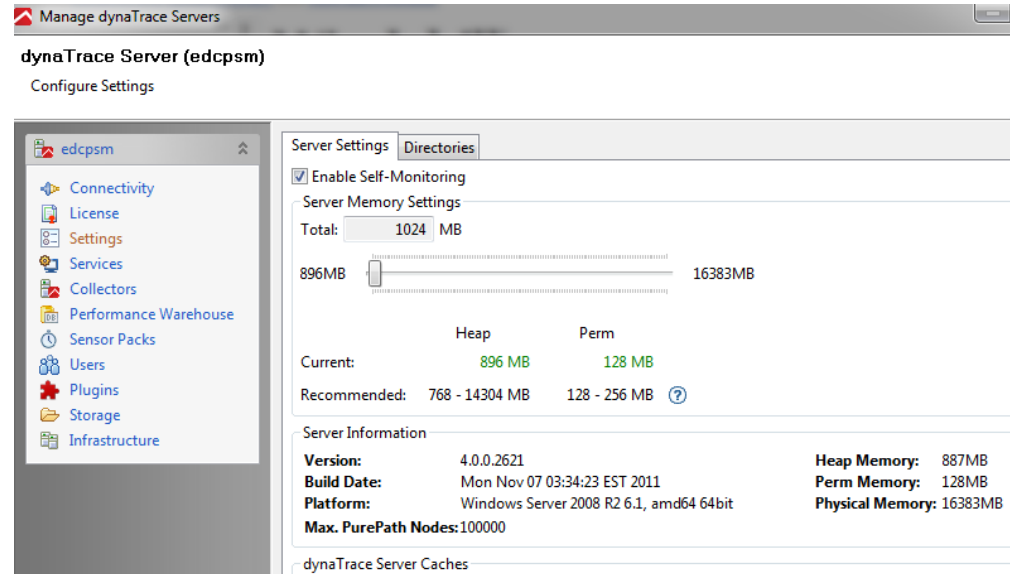 Manage dynaTrace Servers
dynaTrace Server (edcpsm)
Configure Settings
edcpsm
Connectivity
License
Settings
Services
Collectors
Performance Warehouse
Sensor Packs
Users
Plugins
Storage
Infrastructure
Server Settings Directories
Enable Self-Monitoring
Server Memory Settings
Total: 1024 MB
896MB 16383MB
Heap Perm
Current: 896 MB 128 MB
Recommended: 768 - 14304 MB 128 - 256 MB ?
Server Information
Version: 4.0.0.2621 Heap Memory: 887MB
Build Date: Mon Nov 07 03:34:23 EST 2011 Perm Memory: 128MB
Platform: Windows Server 2008 R2 6.1, amd64 64bit Physical Memory: 16383MB
Max. PurePath Nodes: 100000
dynaTrace Server Caches